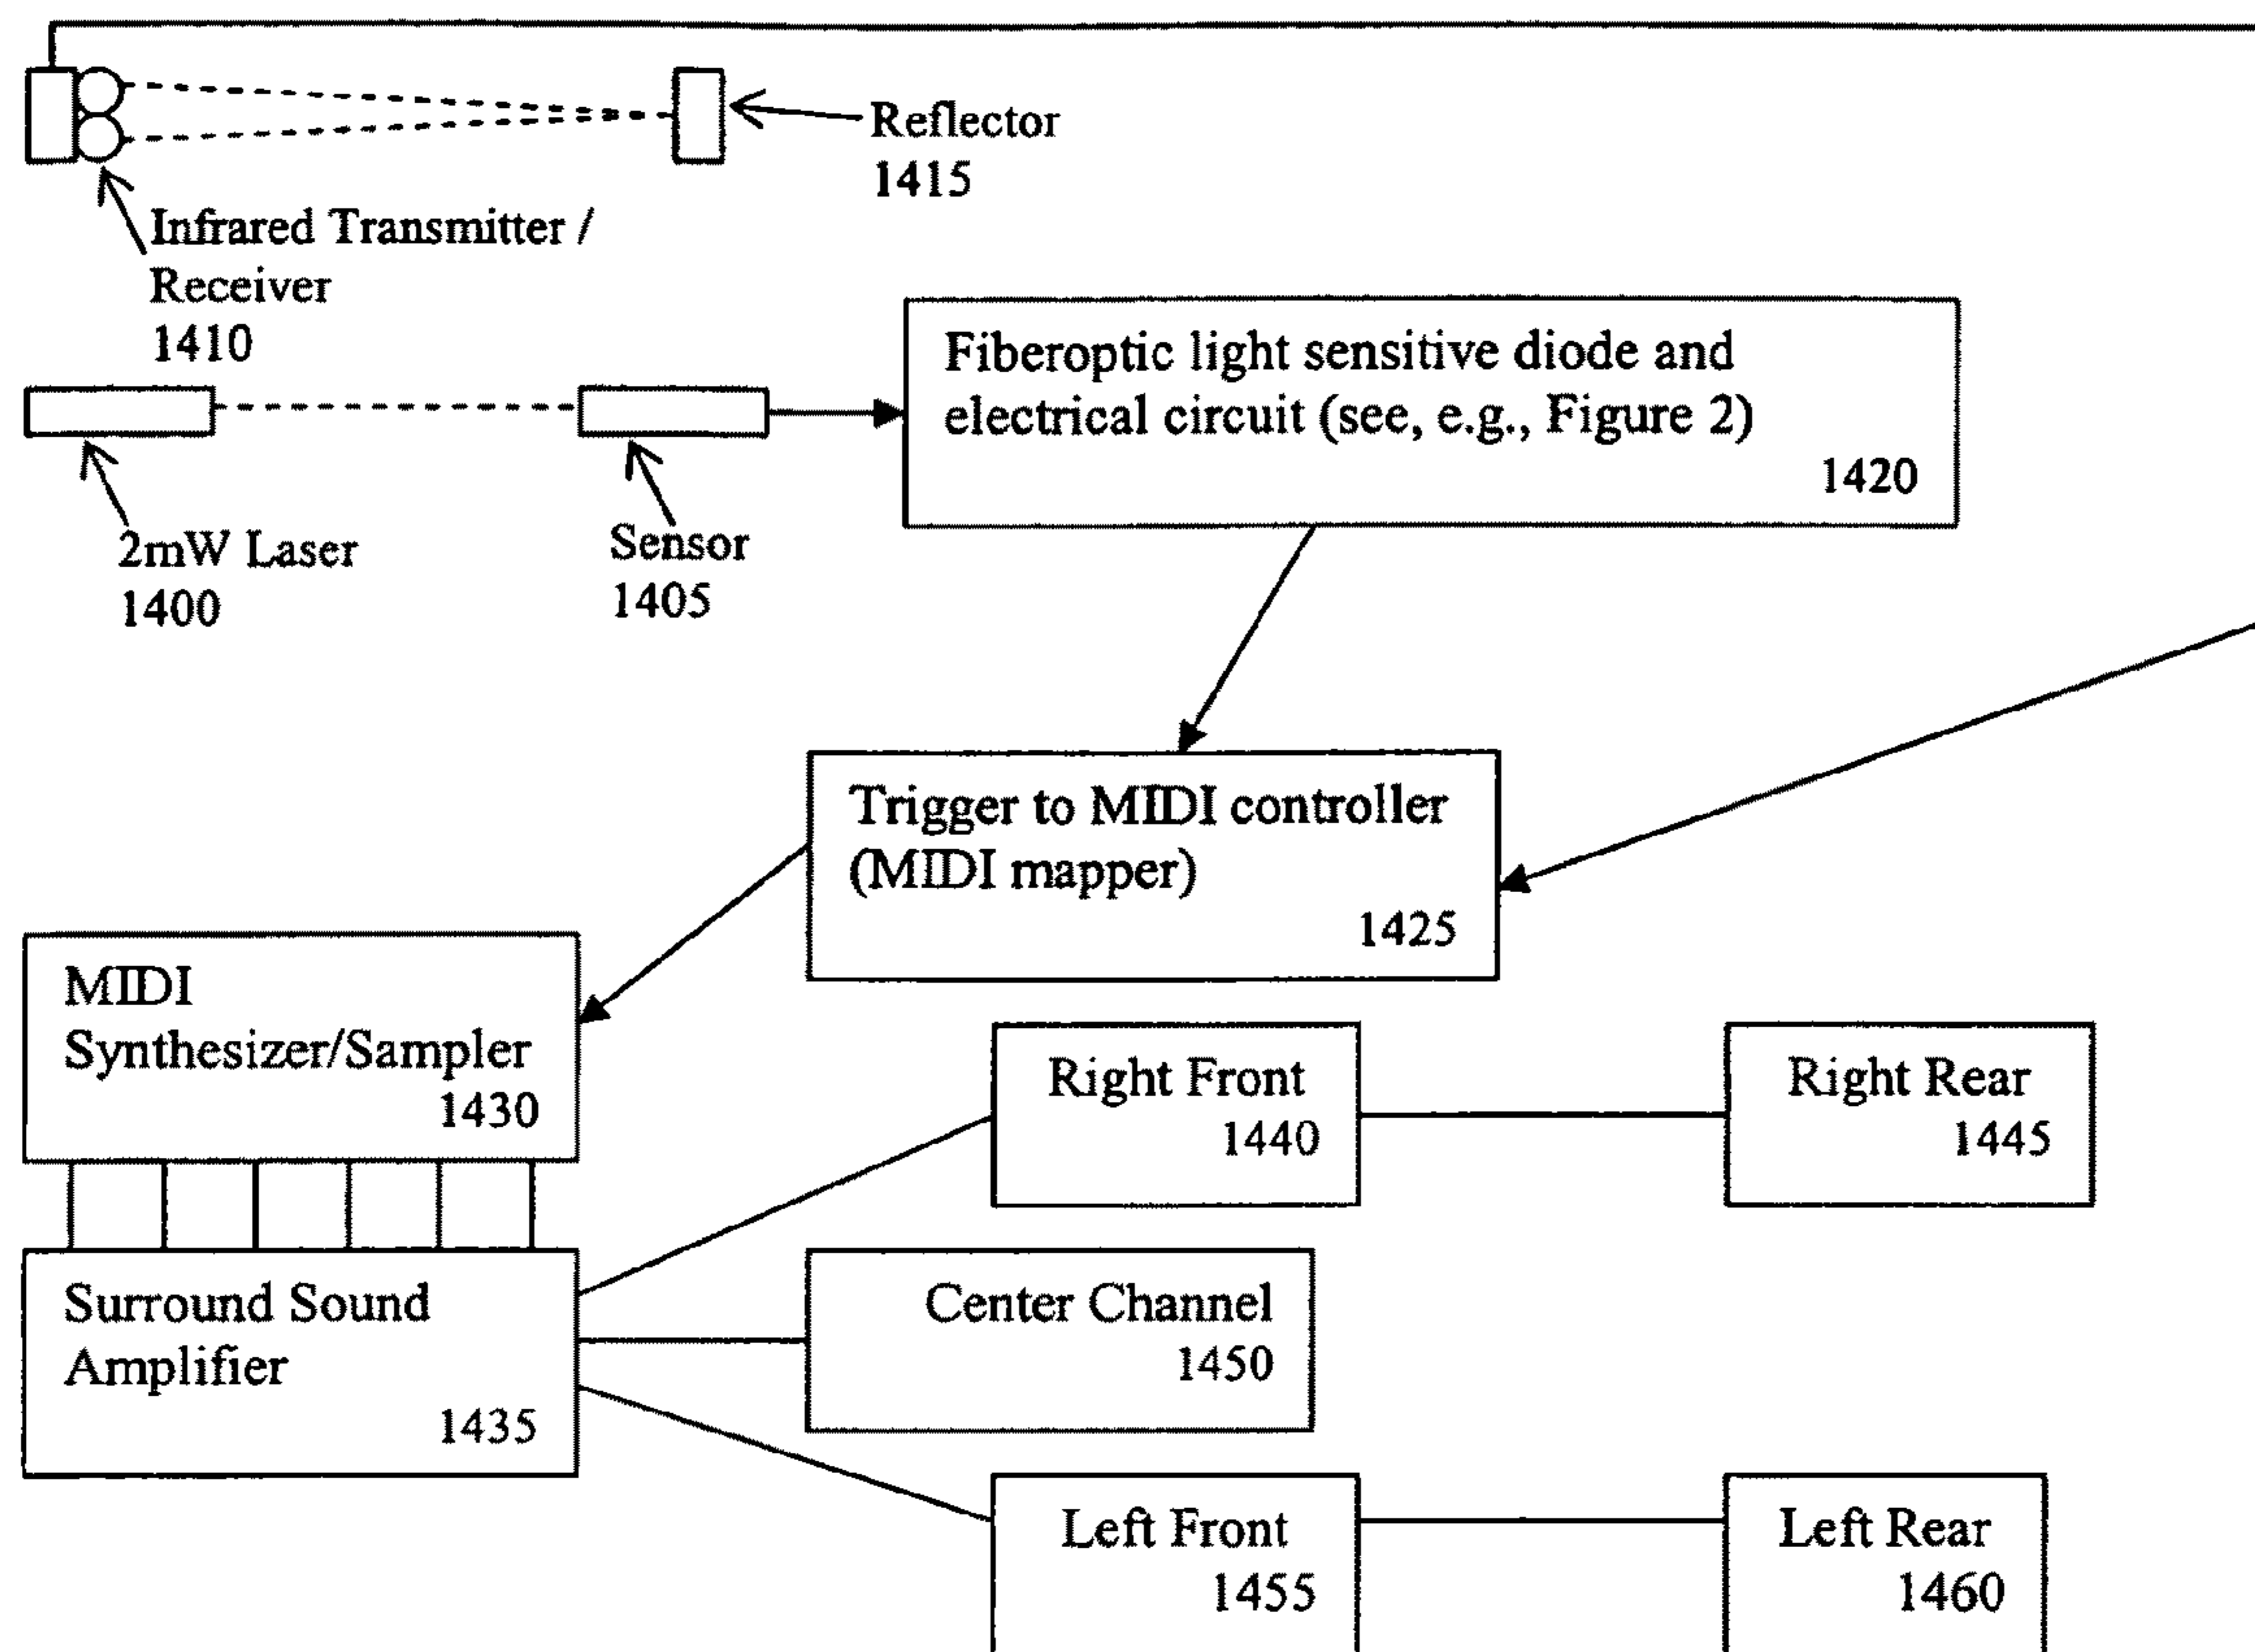 Reflector
1415
Infrared Transmitter /
Receiver
1410
Fiberoptic light sensitive diode and
electrical circuit (see, e.g., Figure 2)
1420
2mW Laser
1400
Sensor
1405
Trigger to MIDI controller
(MIDI mapper)
1425
MIDI
Synthesizer/Sampler
1430
Right Front
1440
Right Rear
1445
Surround Sound
Amplifier
1435
Center Channel
1450
Left Front
1455
Left Rear
1460